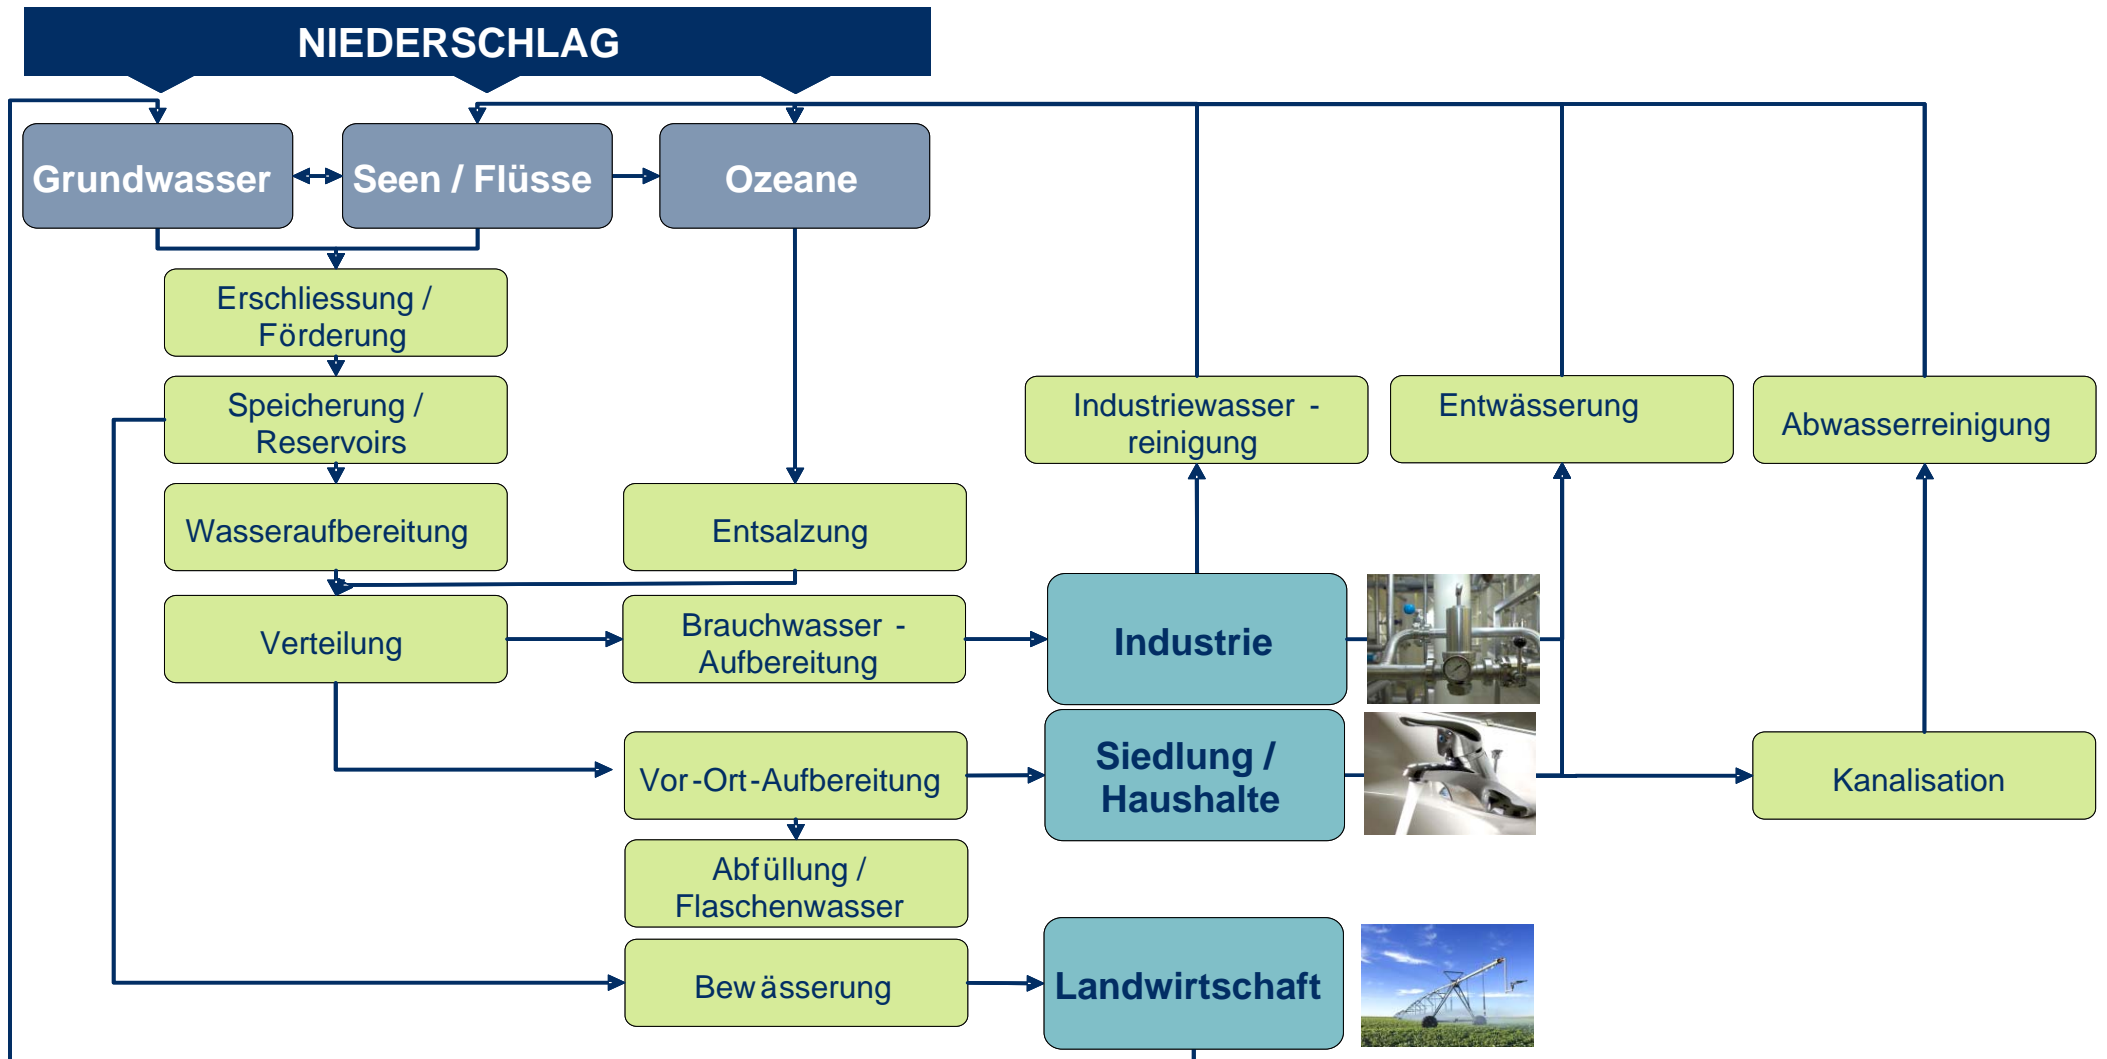 NIEDERSCHLAG
Grundwasser
Seen / Flüsse
Ozeane
Erschliessung /
Förderung
Speicherung /
Reservoirs
Industriewasser -
reinigung
Entwässerung
Abwasserreinigung
Wasseraufbereitung
Entsalzung
Verteilung
Brauchwasser -
Aufbereitung
Industrie
Vor-Ort-Aufbereitung
Siedlung /
Haushalte
Kanalisation
Abfüllung /
Flaschenwasser
Bewässerung
Landwirtschaft